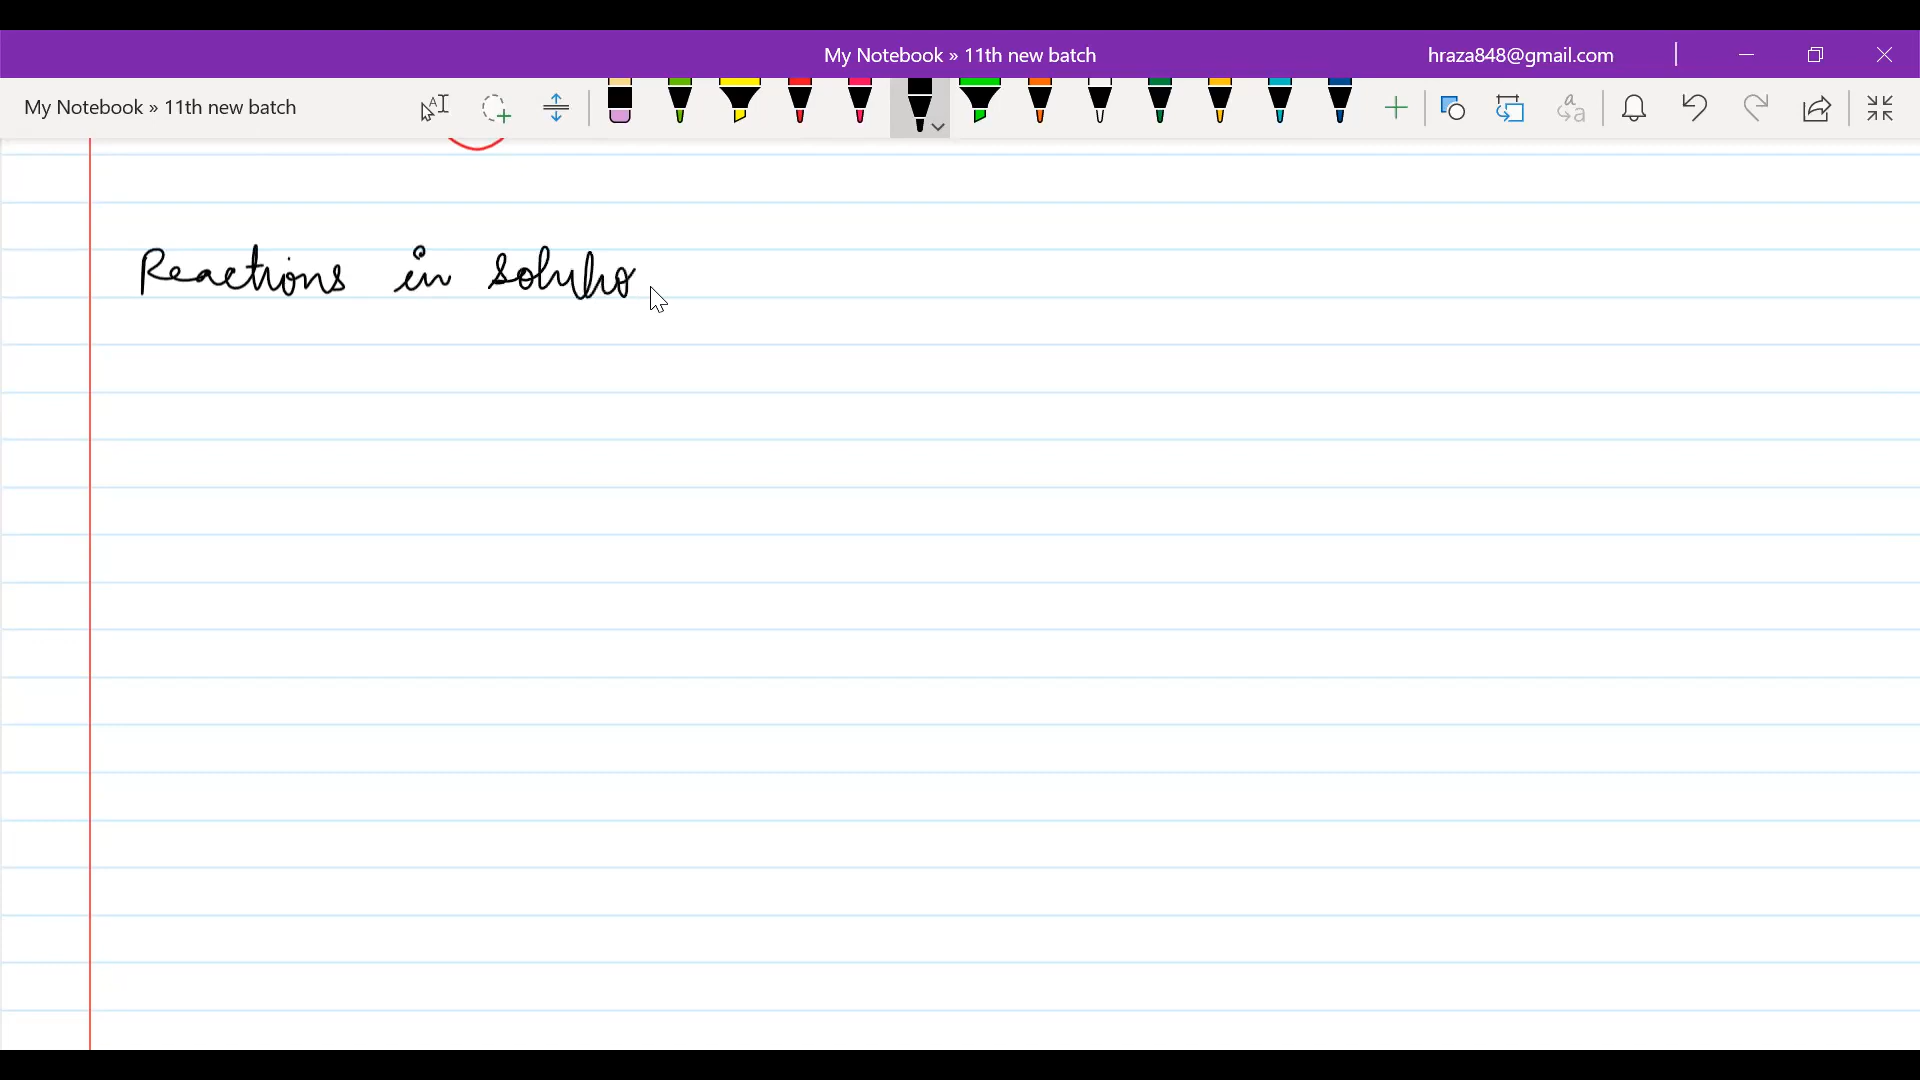 My Notebook » 11th new batch
hraza848@gmail.com
My Notebook » 11th new batch
Reactions in solutio